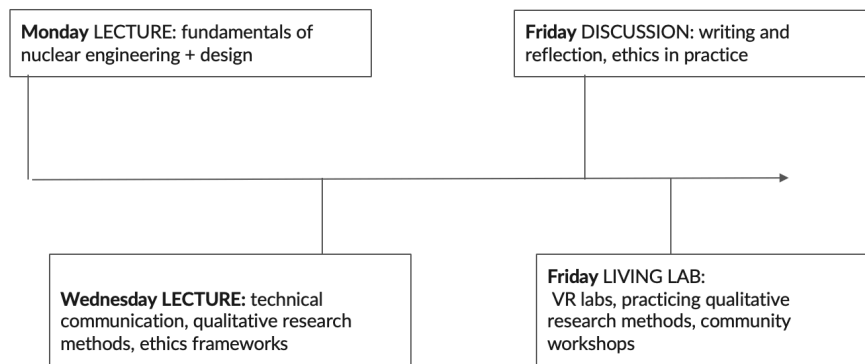 Monday LECTURE: fundamentals of
nuclear engineering + design
Friday DISCUSSION: writing and
reflection, ethics in practice
Wednesday LECTURE: technical
communication, qualitative research
methods, ethics frameworks
Friday LIVING LAB:
VR labs, practicing qualitative
research methods, community
workshops